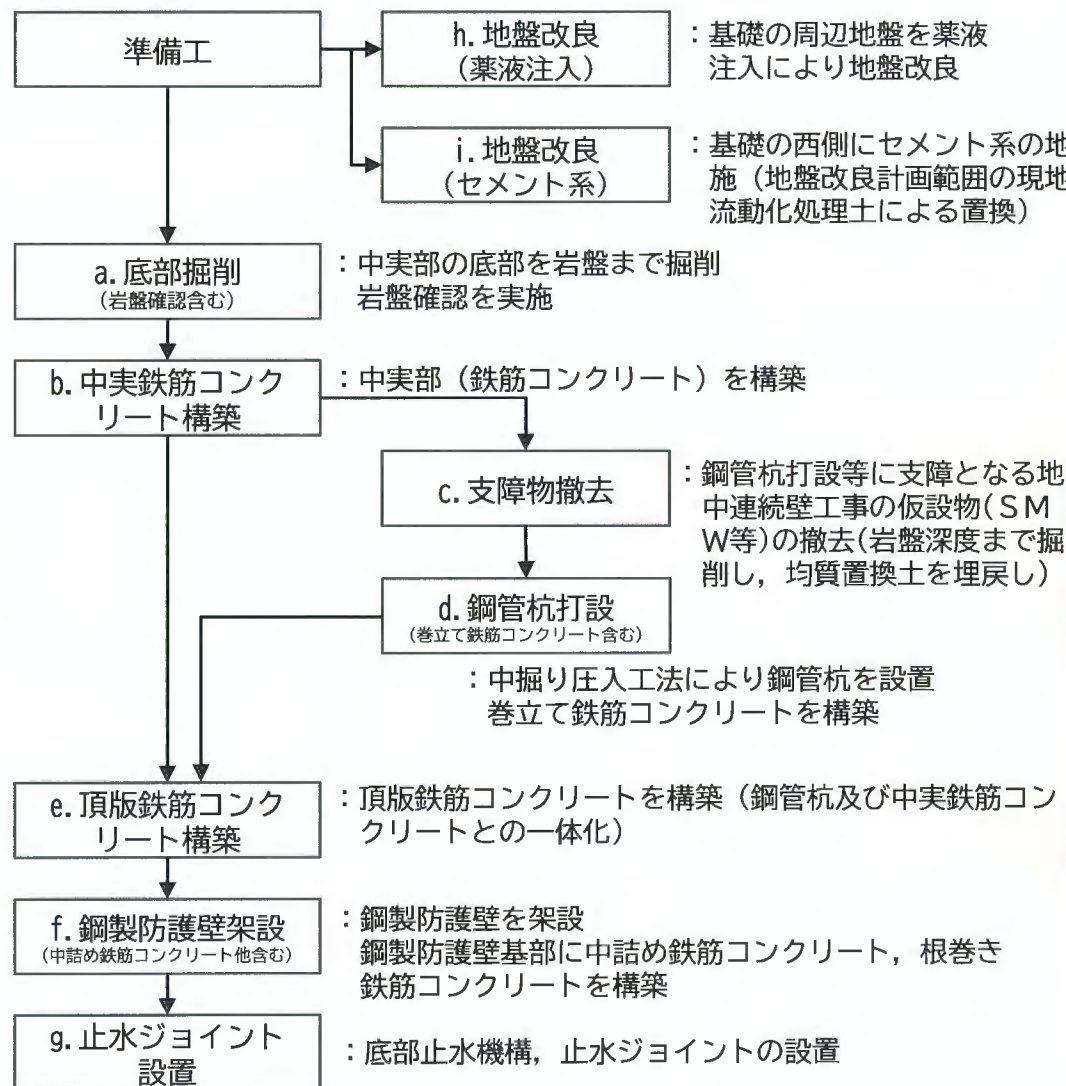 準備工
h.地盤改良
(薬液注入)
：基礎の周辺地盤を薬液
注入により地盤改良
i.地盤改良
(セメント系)
：基礎の西側にセメント系の地
施（地盤改良計画範囲の現地
流動化処理土による置換）
a.底部掘削
(岩盤確認含む)
：中実部の底部を岩盤まで掘削
岩盤確認を実施
b.中実鉄筋コンク
リート構築
：中実部（鉄筋コンクリート）を構築
c.支障物撤去
：鋼管杭打設等に支障となる地
中連続壁工事の仮設物(ＳＭ
Ｗ等)の撤去(岩盤深度まで掘
削し，均質置換土を埋戻し)
d.鋼管杭打設
(巻立て鉄筋コンクリート含む)
：中掘り圧入工法により鋼管杭を設置
巻立て鉄筋コンクリートを構築
e.頂版鉄筋コンク
リート構築
：頂版鉄筋コンクリートを構築（鋼管杭及び中実鉄筋コン
クリートとの一体化）
f.鋼製防護壁架設
(中詰め鉄筋コンクリート他含む)
：鋼製防護壁を架設
鋼製防護壁基部に中詰め鉄筋コンクリート，根巻き
鉄筋コンクリートを構築
g.止水ジョイント
設置
：底部止水機構，止水ジョイントの設置